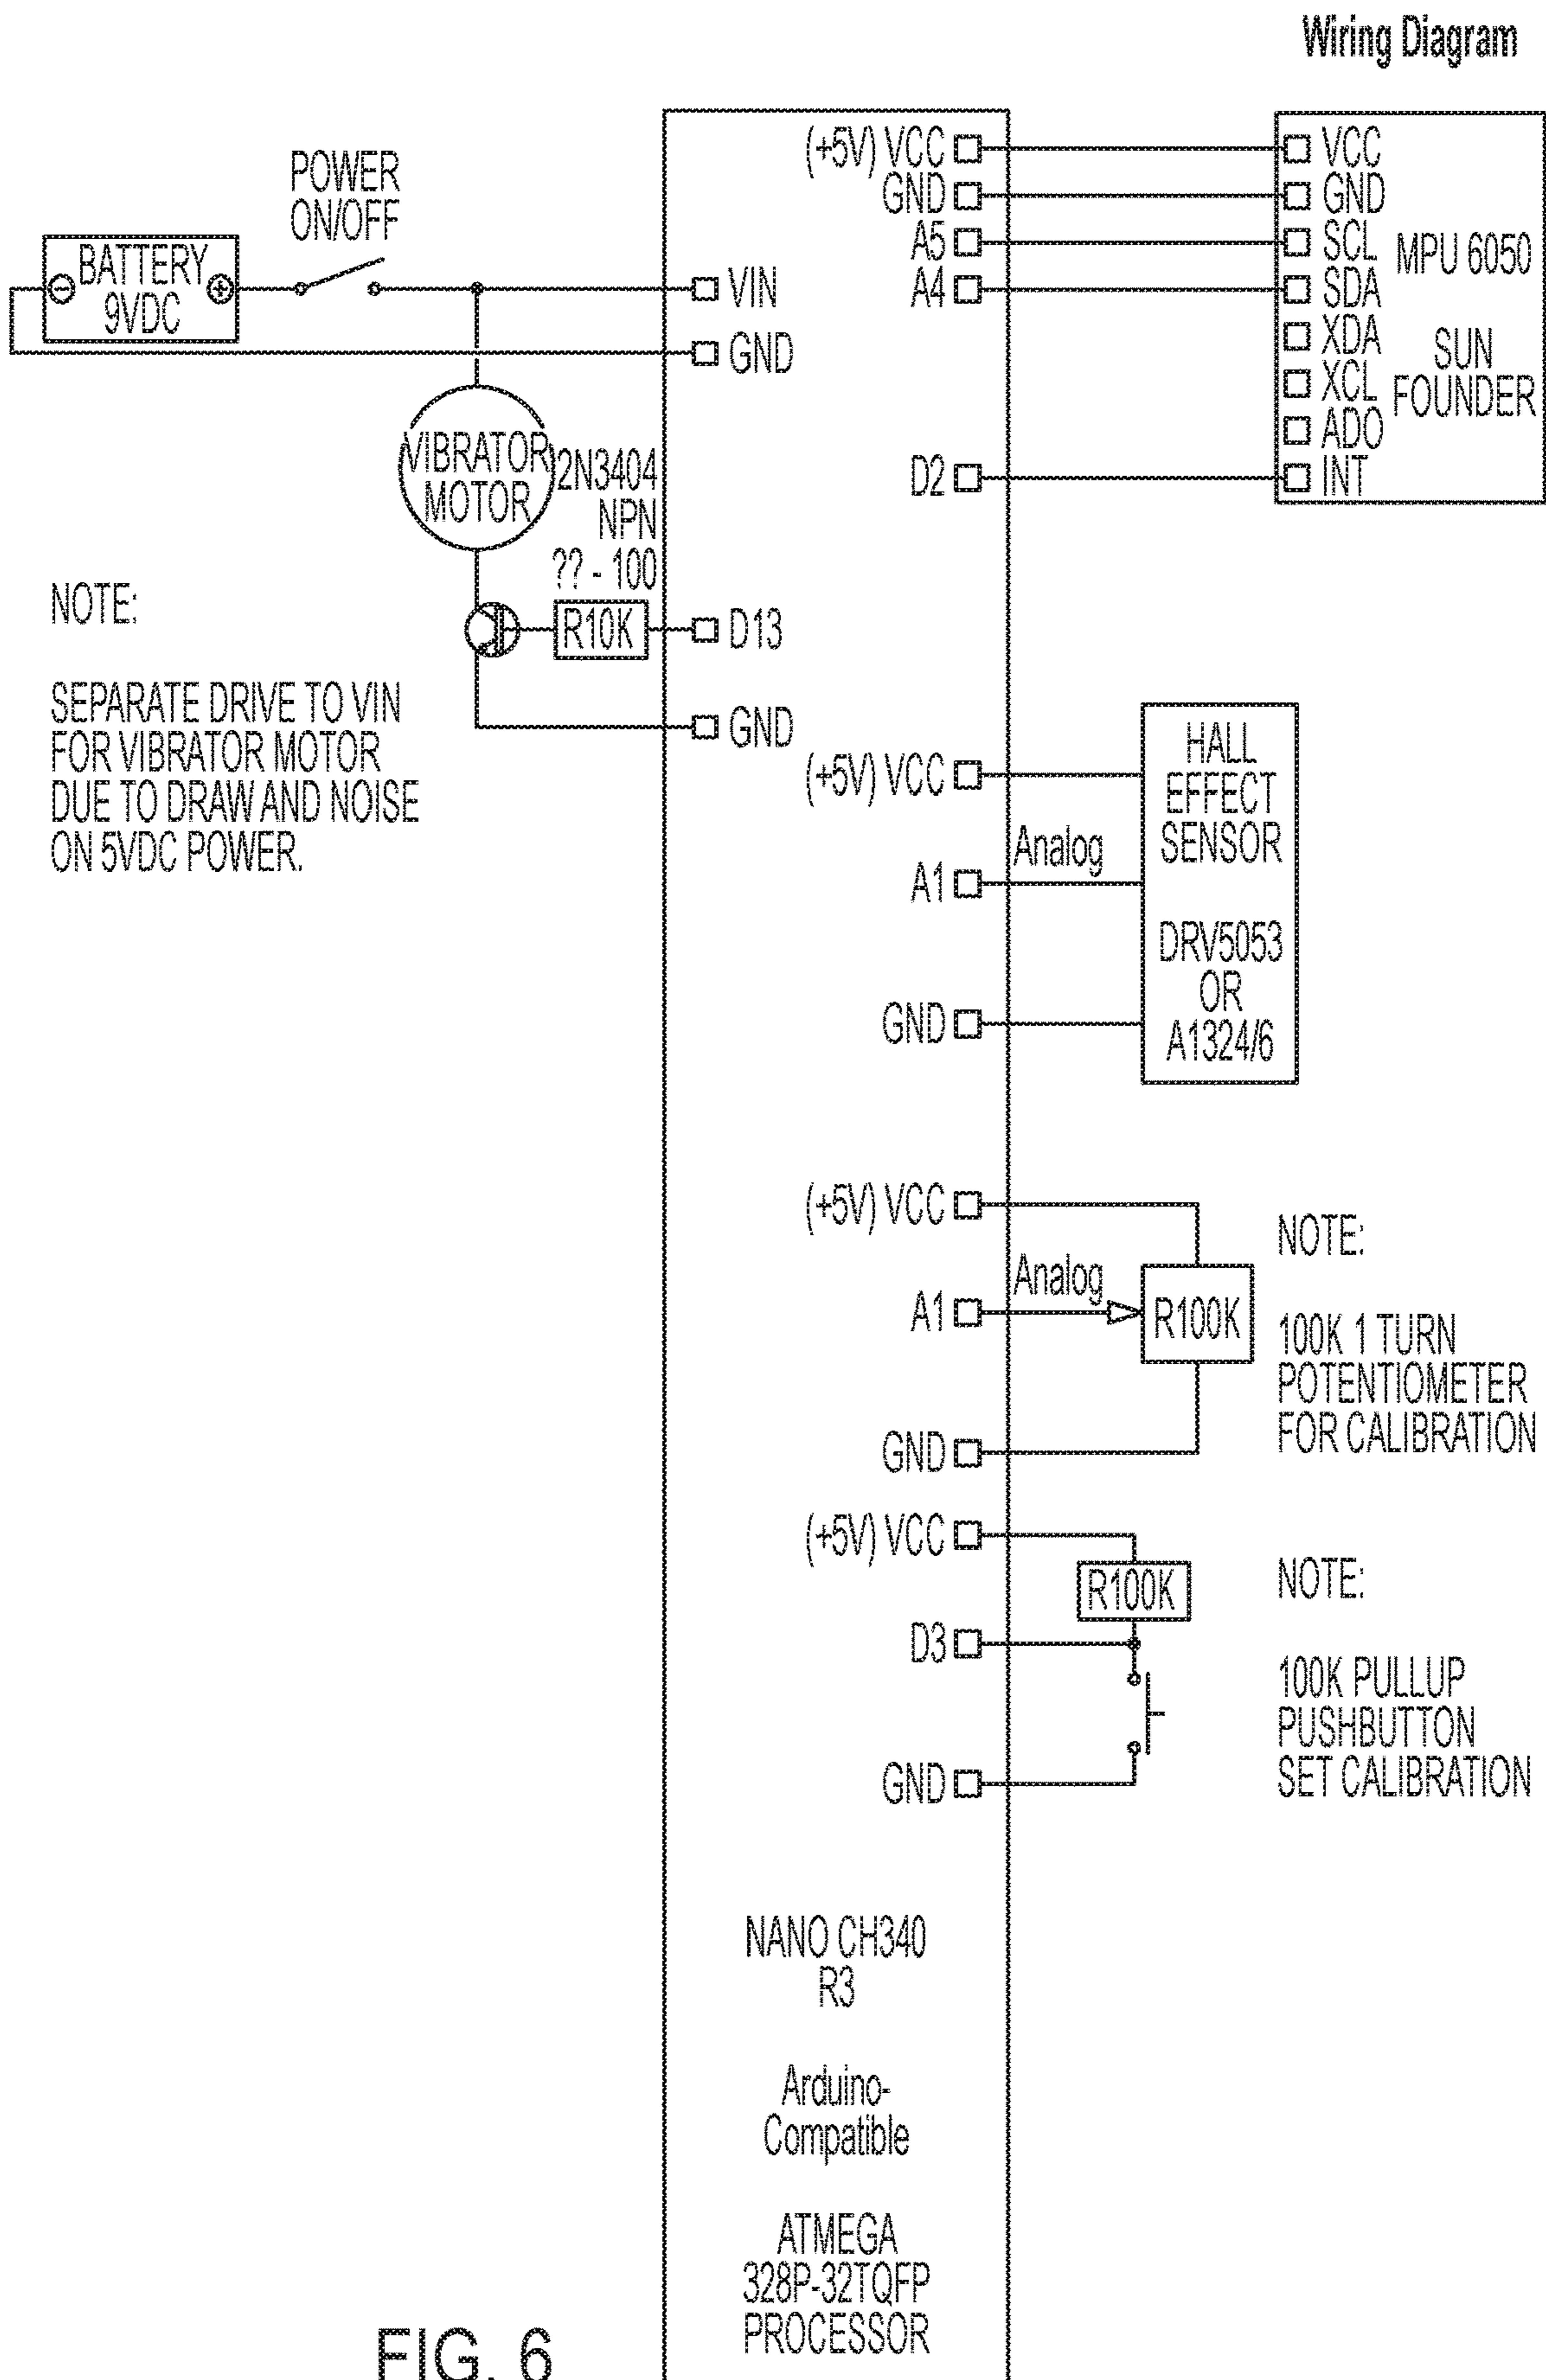 Wiring Diagram
POWER
ON/OFF
BATTERY
9VDC
VIN
GND
VIBRATOR
MOTOR
2N3404
NPN
?? - 100
R10K
D13
GND
NOTE:
SEPARATE DRIVE TO VIN
FOR VIBRATOR MOTOR
DUE TO DRAW AND NOISE
ON 5VDC POWER.
(+5V) VCC
GND
A5
A4
D2
VCC
GND
SCL
SDA
XDA
XCL
ADO
INT
MPU 6050
SUN
FOUNDER
(+5V) VCC
Analog
A1
GND
HALL
EFFECT
SENSOR
DRV5053
OR
A1324/6
(+5V) VCC
Analog
A1
GND
R100K
NOTE:
100K 1 TURN
POTENTIOMETER
FOR CALIBRATION
(+5V) VCC
D3
GND
R100K
NOTE:
100K PULLUP
PUSHBUTTON
SET CALIBRATION
NANO CH340
R3
Arduino-
Compatible
ATMEGA
328P-32TQFP
PROCESSOR
FIG. 6